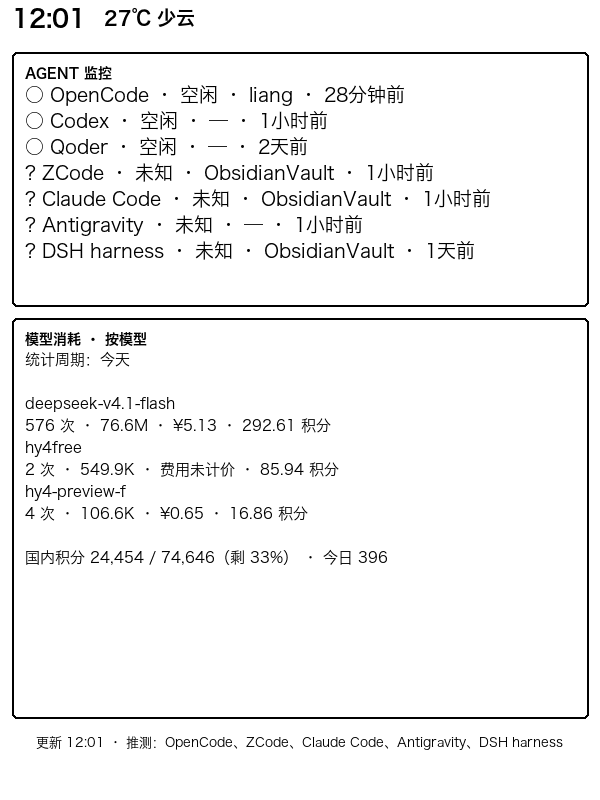 12:01 27℃ 少云
AGENT 监控
○ OpenCode · 空闲 · liang · 28分钟前
○ Codex · 空闲 · — · 1小时前
○ Qoder · 空闲 · — · 2天前
? ZCode · 未知 · ObsidianVault · 1小时前
? Claude Code · 未知 · ObsidianVault · 1小时前
? Antigravity · 未知 · — · 1小时前
? DSH harness · 未知 · ObsidianVault · 1天前
模型消耗 · 按模型
统计周期：今天
deepseek-v4.1-flash
576 次 · 76.6M · ¥5.13 · 292.61 积分
hy4free
2 次 · 549.9K · 费用未计价 · 85.94 积分
hy4-preview-f
4 次 · 106.6K · ¥0.65 · 16.86 积分
国内积分 24,454 / 74,646（剩 33%） · 今日 396
更新 12:01 · 推测：OpenCode、ZCode、Claude Code、Antigravity、DSH harness